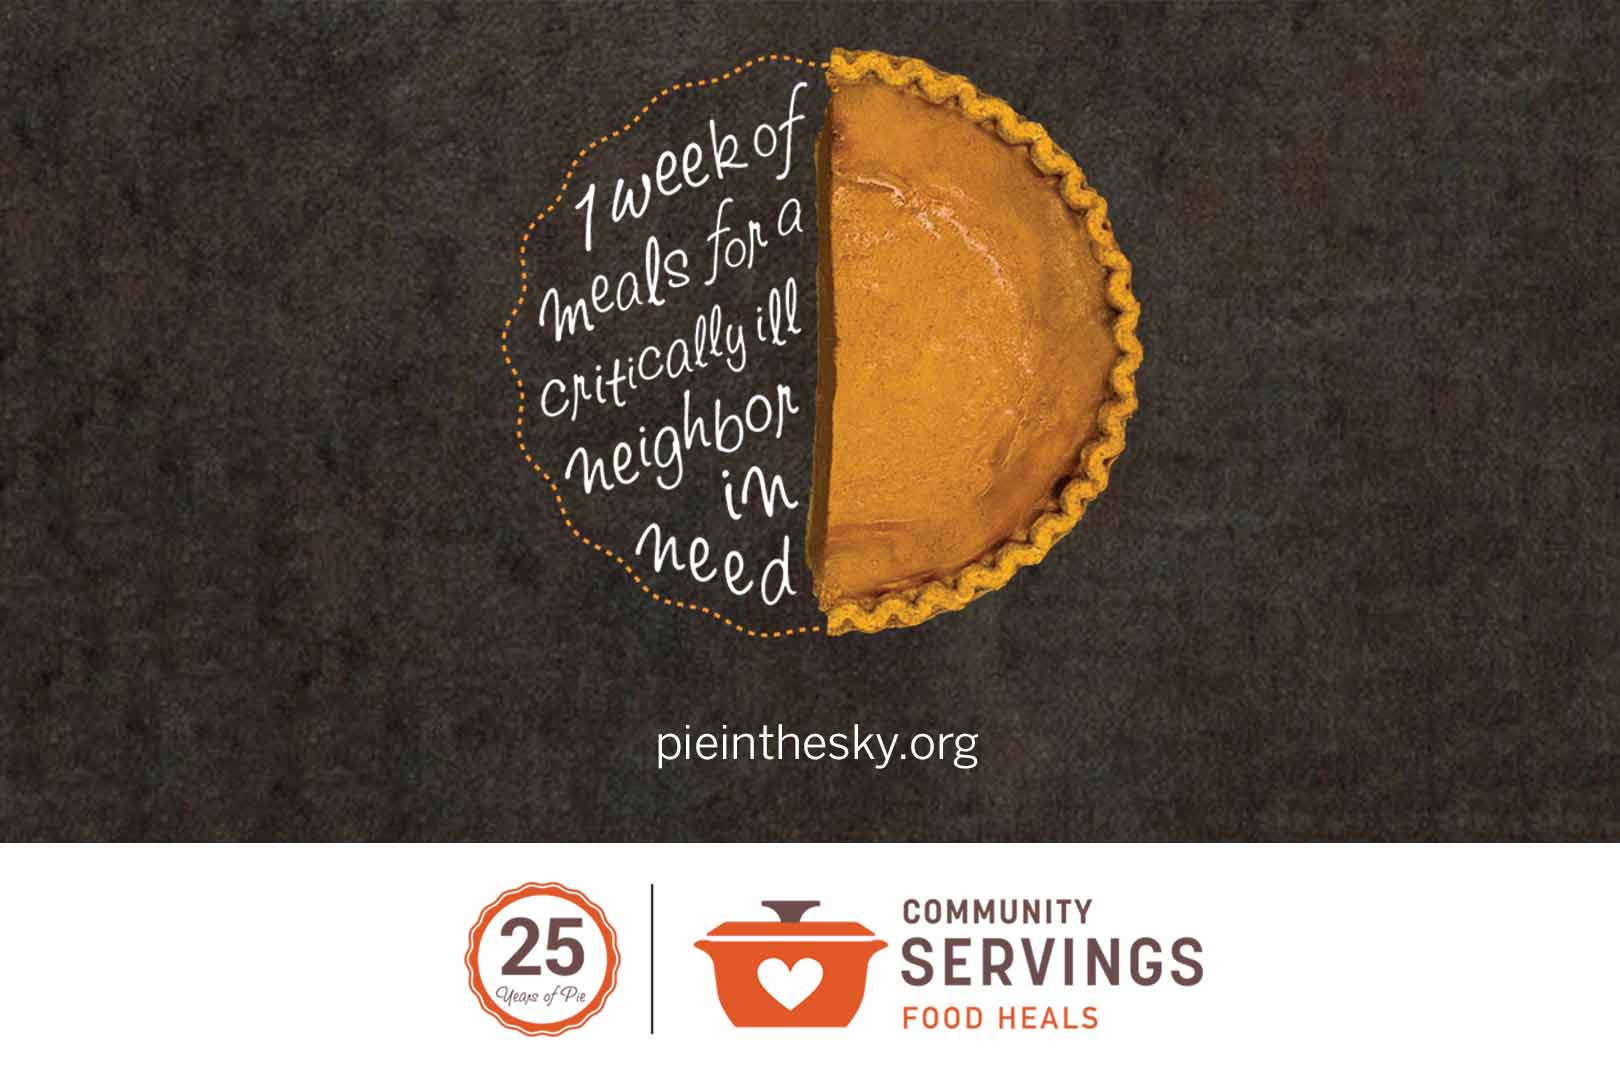 1 week of
meals for a
critically ill
neighbor
in
need
pieinthesky.org
25
Years of Pie
COMMUNITY
SERVINGS
FOOD HEALS